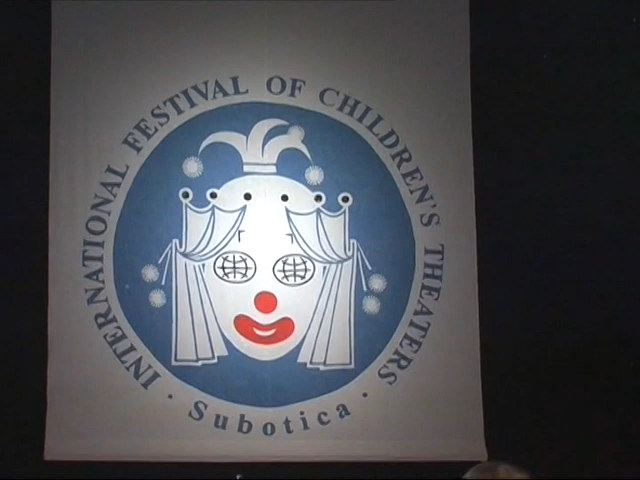 INTERNATIONAL FESTIVAL OF CHILDREN'S THEATERS
· Subotica ·